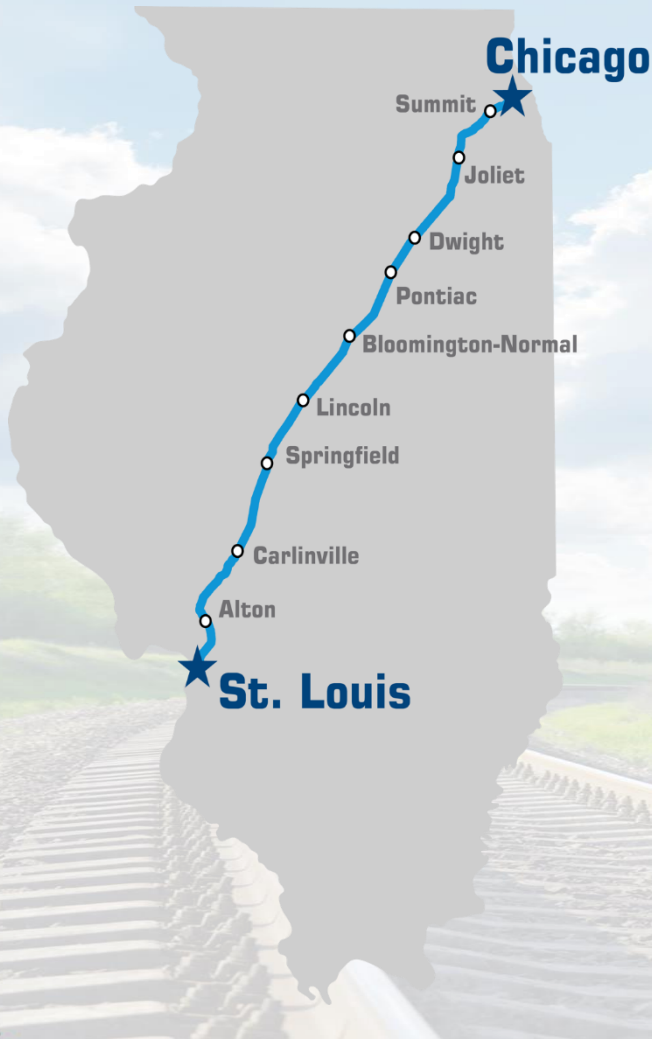 Chicago
Summit
Joliet
Dwight
Pontiac
Bloomington-Normal
Lincoln
Springfield
Carlinville
Alton
St. Louis